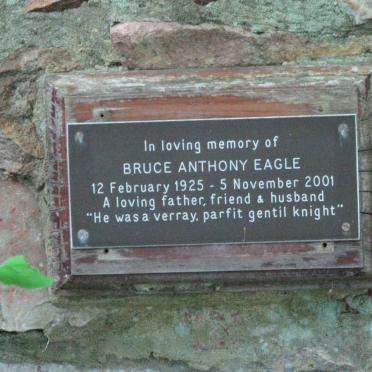 In loving memory of
BRUCE ANTHONY EAGLE
12 February 1925 - 5 November 2001
A loving father, friend & husband
"He was a verray, parfit gentil knight"